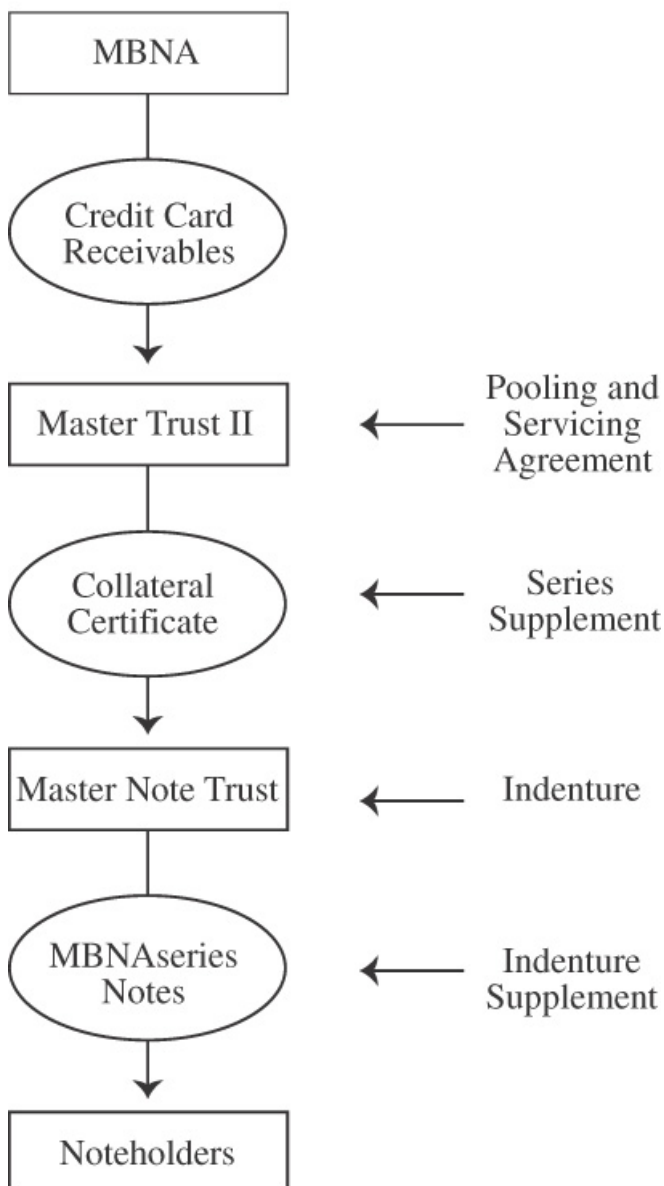 MBNA
Credit Card
Receivables
Master Trust II
Pooling and
Servicing
Agreement
Collateral
Certificate
Series
Supplement
Master Note Trust
Indenture
MBNAseries
Notes
Indenture
Supplement
Noteholders